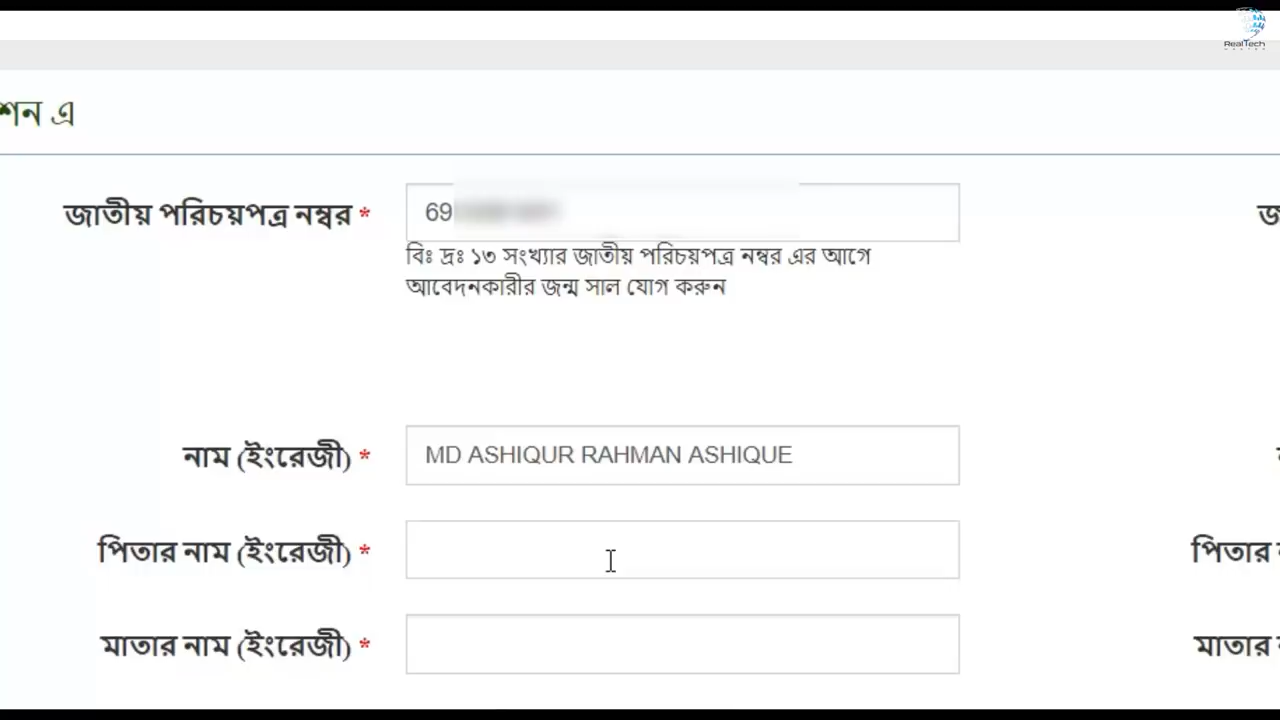 RealTech
শন এ
জাতীয় পরিচয়পত্র নম্বর *
69
বিঃ দ্রঃ ১৩ সংখ্যার জাতীয় পরিচয়পত্র নম্বর এর আগে
আবেদনকারীর জন্ম সাল যোগ করুন
নাম (ইংরেজী) * MD ASHIQUR RAHMAN ASHIQUE
পিতার নাম (ইংরেজী) * পিতার
মাতার নাম (ইংরেজী) * মাতার